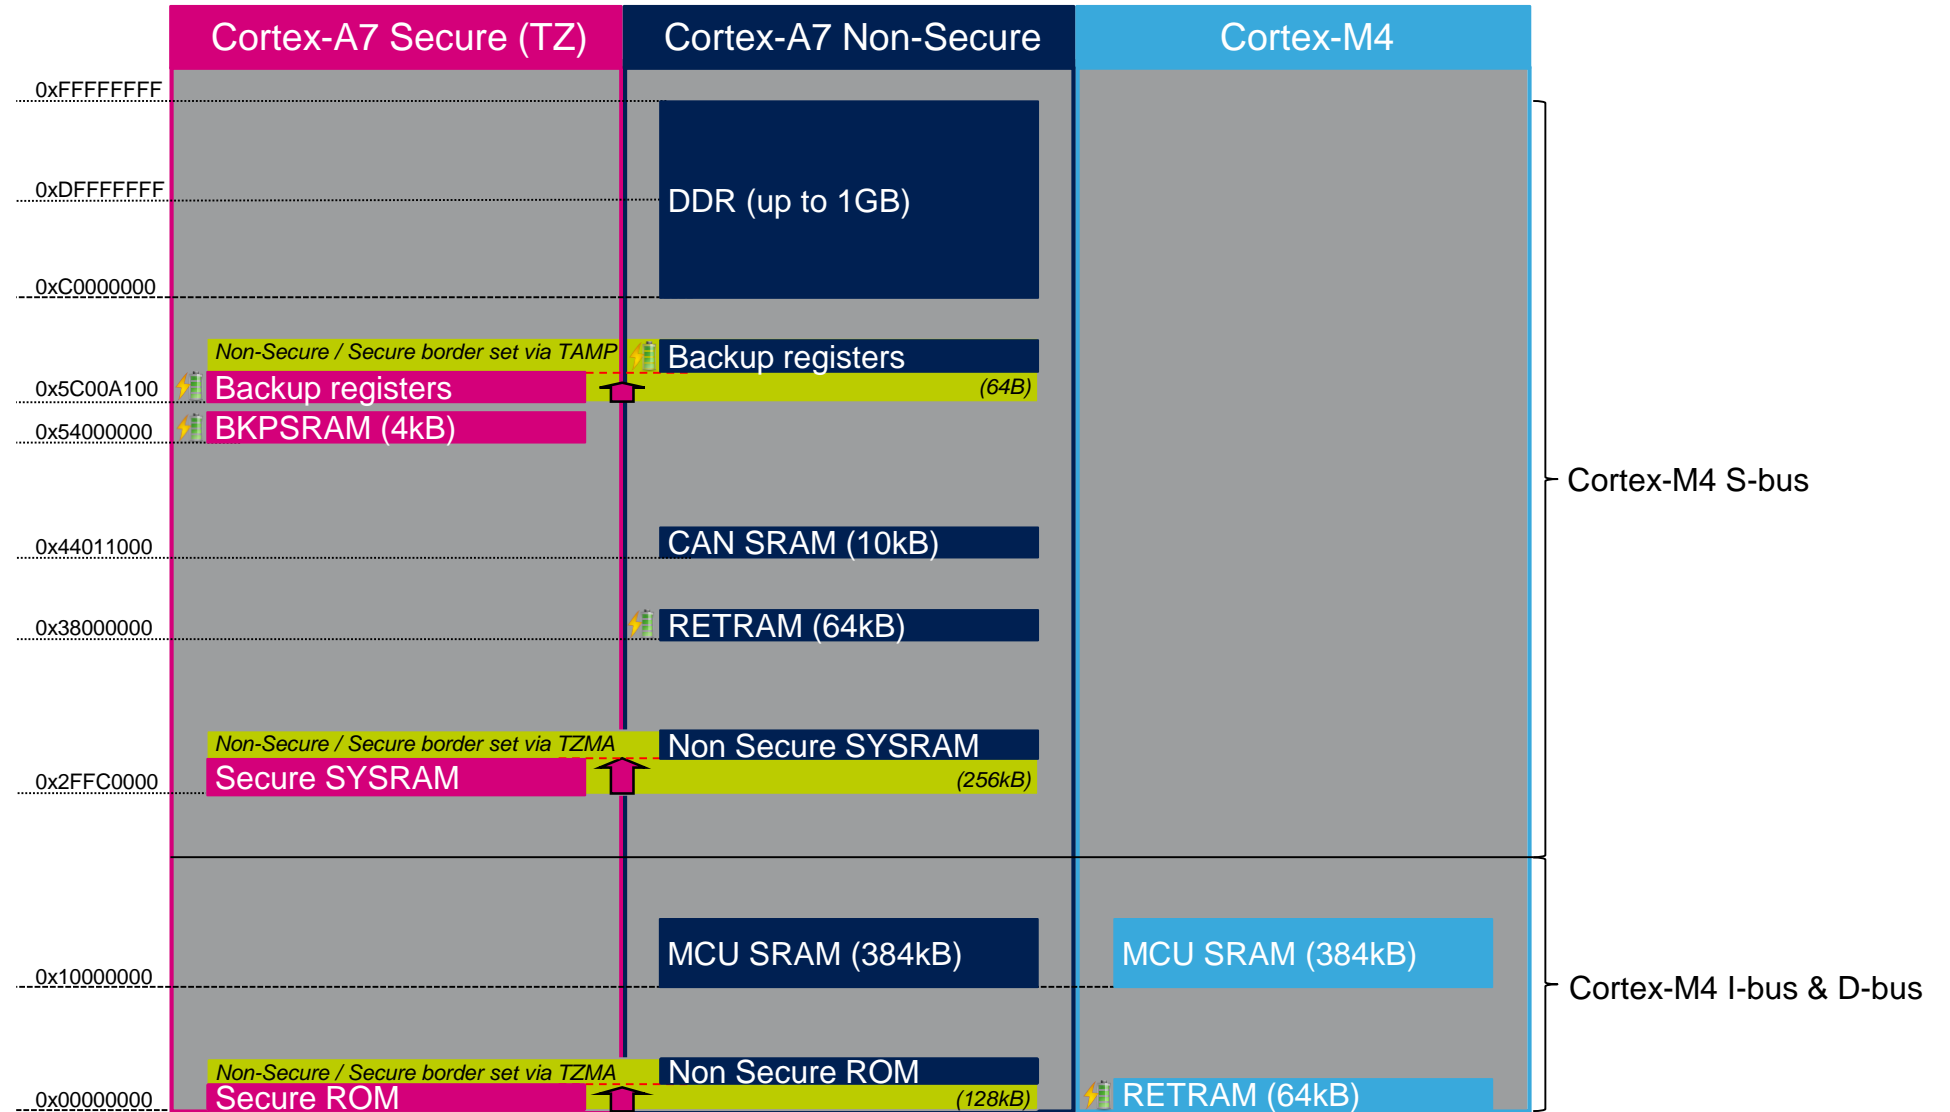 Cortex-A7 Secure (TZ)
Cortex-A7 Non-Secure
Cortex-M4
0xFFFFFFFF
0xDFFFFFFF
DDR (up to 1GB)
0xC0000000
Non-Secure / Secure border set via TAMP
Backup registers
0x5C00A100
Backup registers
(64B)
0x54000000
BKPSRAM (4kB)
Cortex-M4 S-bus
0x44011000
CAN SRAM (10kB)
0x38000000
RETRAM (64kB)
Non-Secure / Secure border set via TZMA
Non Secure SYSRAM
0x2FFC0000
Secure SYSRAM
(256kB)
MCU SRAM (384kB)
MCU SRAM (384kB)
0x10000000
Cortex-M4 I-bus & D-bus
Non-Secure / Secure border set via TZMA
Non Secure ROM
0x00000000
Secure ROM
(128kB)
RETRAM (64kB)